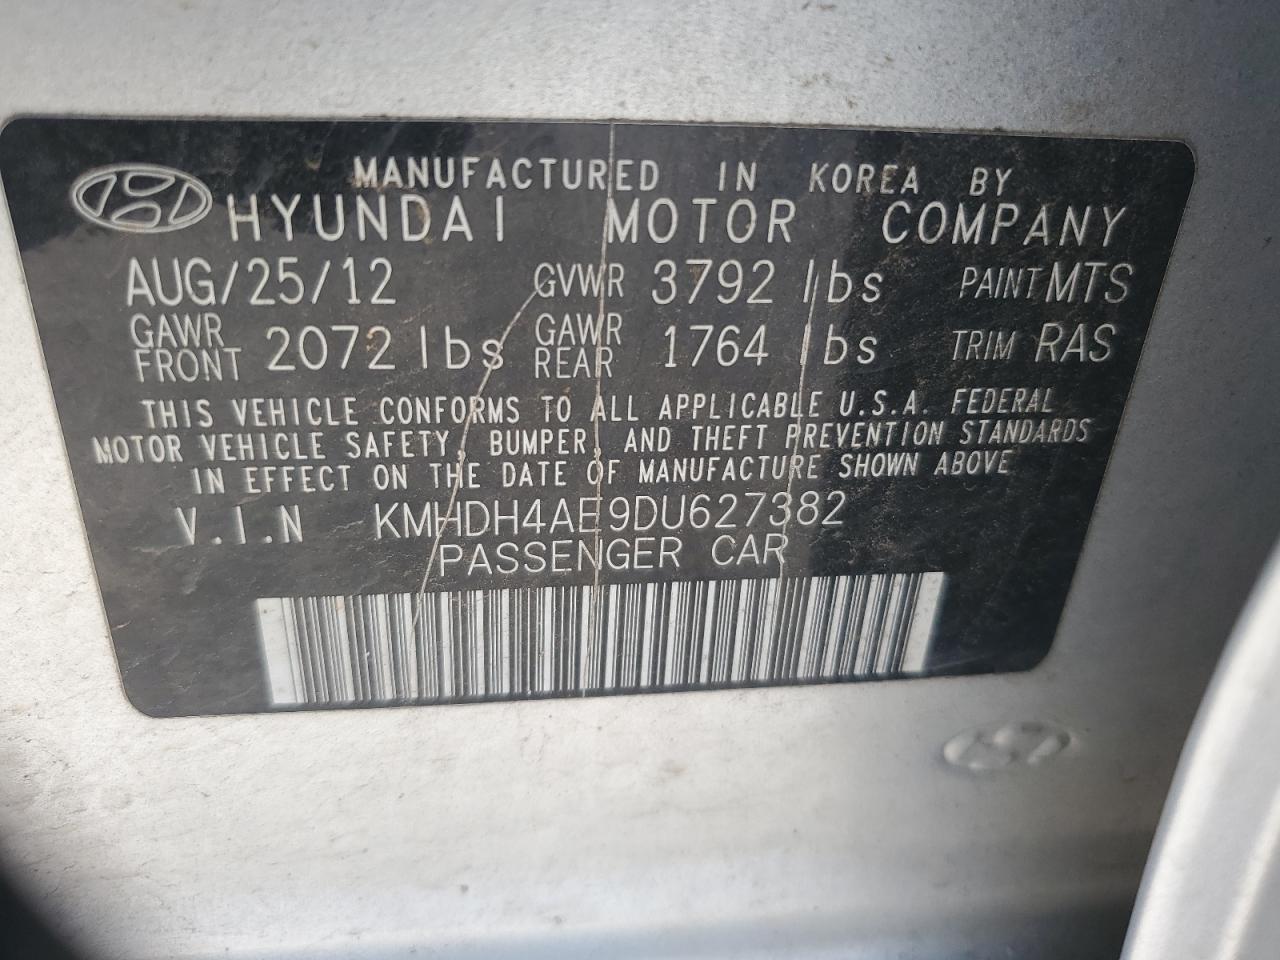 MANUFACTURED IN KOREA BY
HYUNDAI MOTOR COMPANY
AUG/25/12 GVWR 3792 lbs PAINT MTS
GAWR FRONT 2072 lbs GAWR REAR 1764 lbs TRIM RAS
THIS VEHICLE CONFORMS TO ALL APPLICABLE U.S.A. FEDERAL
MOTOR VEHICLE SAFETY, BUMPER, AND THEFT PREVENTION STANDARDS
IN EFFECT ON THE DATE OF MANUFACTURE SHOWN ABOVE
V.I.N KMHDH4AE9DU627382
PASSENGER CAR